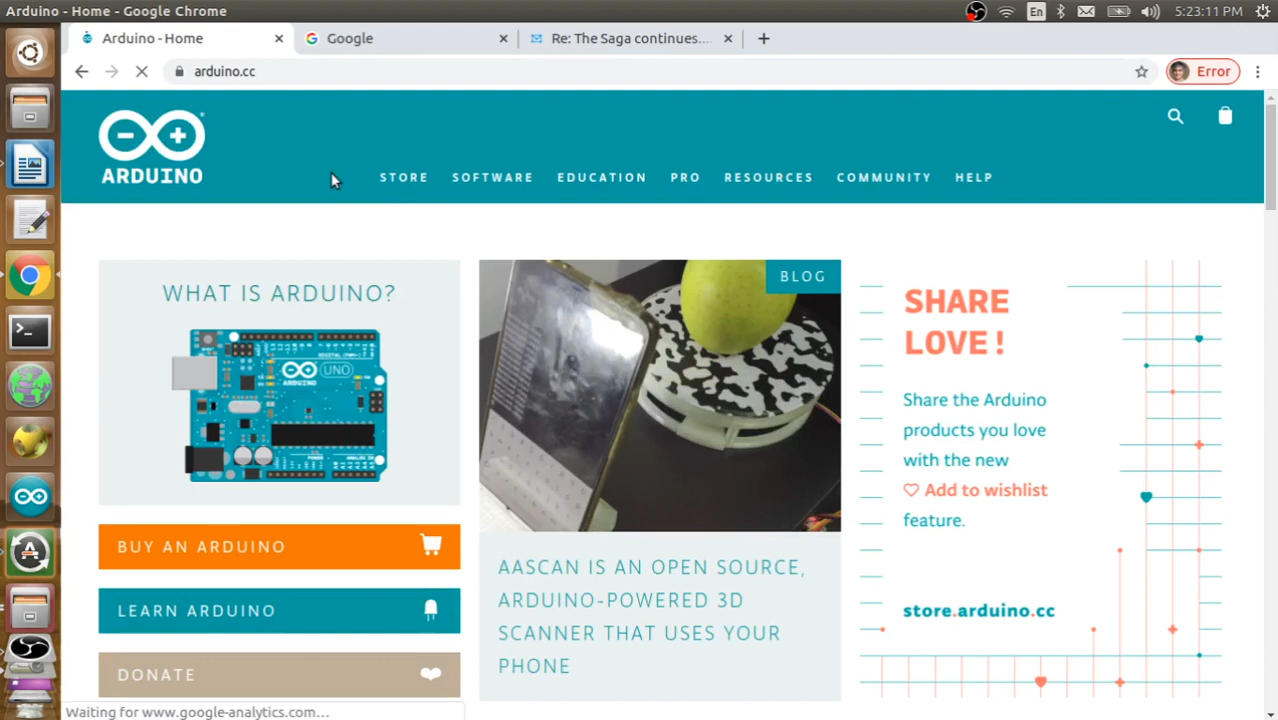 Arduino - Home - Google Chrome
En
5:23:11 PM
Arduino - Home
Google
Re: The Saga continues....
arduino.cc
Error
ARDUINO
STORE SOFTWARE EDUCATION PRO RESOURCES COMMUNITY HELP
WHAT IS ARDUINO?
ARDUINO
UNO
BUY AN ARDUINO
LEARN ARDUINO
DONATE
BLOG
AASCAN IS AN OPEN SOURCE,
ARDUINO-POWERED 3D
SCANNER THAT USES YOUR
PHONE
SHARE
LOVE!
Share the Arduino
products you love
with the new
Add to wishlist
feature.
store.arduino.cc
Waiting for www.google-analytics.com...